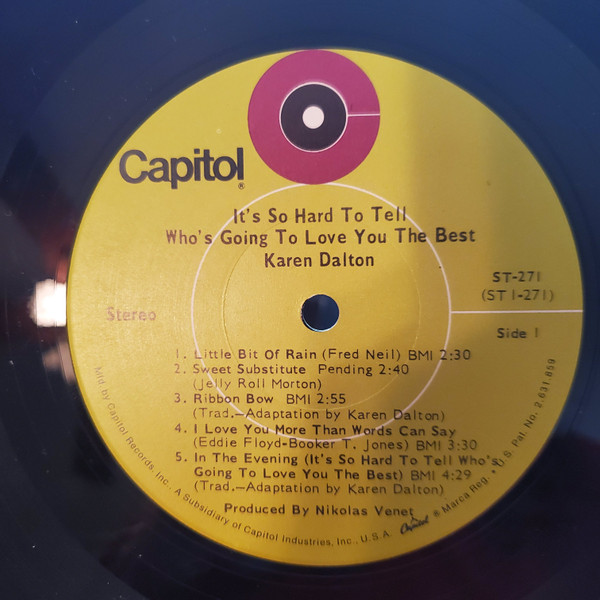 Capitol®
It's So Hard To Tell
Who's Going To Love You The Best
Karen Dalton
ST-271
(ST 1-271)
Stereo
Side 1
1. Little Bit Of Rain (Fred Neil) BMI 2:30
2. Sweet Substitute Pending 2:40
(Jelly Roll Morton)
3. Ribbon Bow BMI 2:55
(Trad.—Adaptation by Karen Dalton)
4. I Love You More Than Words Can Say
(Eddie Floyd-Booker T. Jones) BMI 3:30
5. In The Evening (It's So Hard To Tell Who's
Going To Love You The Best) BMI 4:29
(Trad.—Adaptation by Karen Dalton)
Produced By Nikolas Venet
Mfd by Capitol Records, Inc., A Subsidiary of Capitol Industries, Inc., U.S.A. Capitol ® Marca Reg. • U.S. Pat. No. 2,631,859